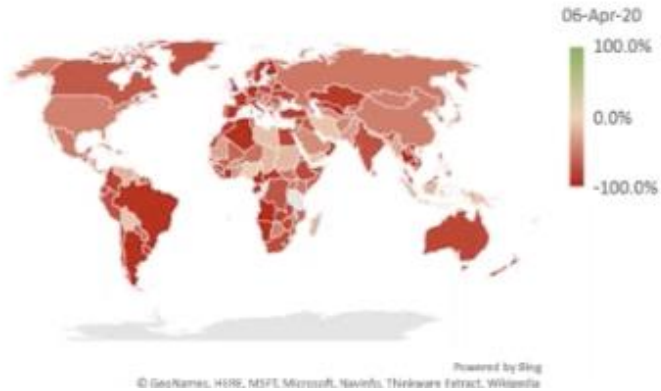 06-Apr-20
100.0%
0.0%
-100.0%
Powered by Bing
© GeoNames, HERE, MSFT, Microsoft, NavInfo, Thinkware Extract, Wikipedia